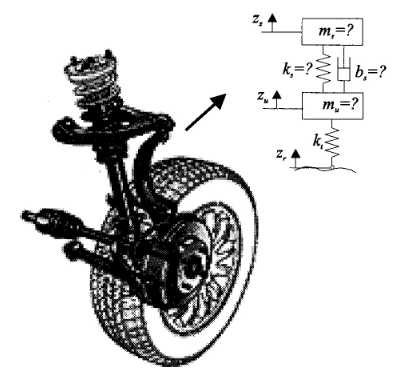 z_s
m_s=?
k_s=?
b_s=?
z_u
m_u=?
k_t
z_r